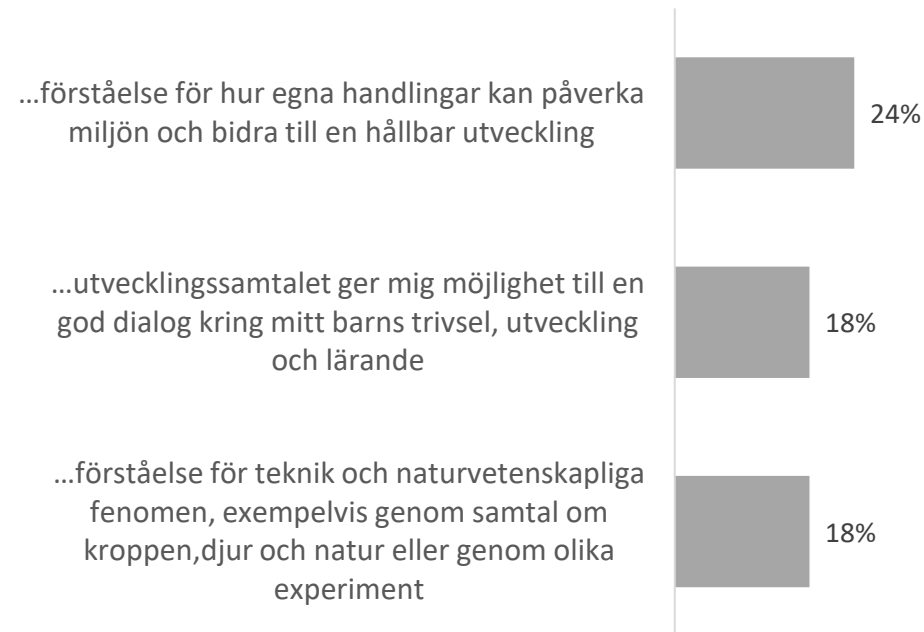 ...förståelse för hur egna handlingar kan påverka
miljön och bidra till en hållbar utveckling
24%
...utvecklingssamtalet ger mig möjlighet till en
god dialog kring mitt barns trivsel, utveckling
och lärande
18%
...förståelse för teknik och naturvetenskapliga
fenomen, exempelvis genom samtal om
kroppen,djur och natur eller genom olika
experiment
18%